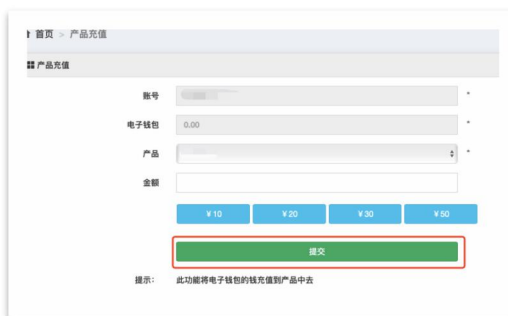 首页 > 产品充值
产品充值
账号 *
电子钱包 0.00 *
产品 *
金额
¥10 ¥20 ¥30 ¥50
提交
提示: 此功能将电子钱包的钱充值到产品中去